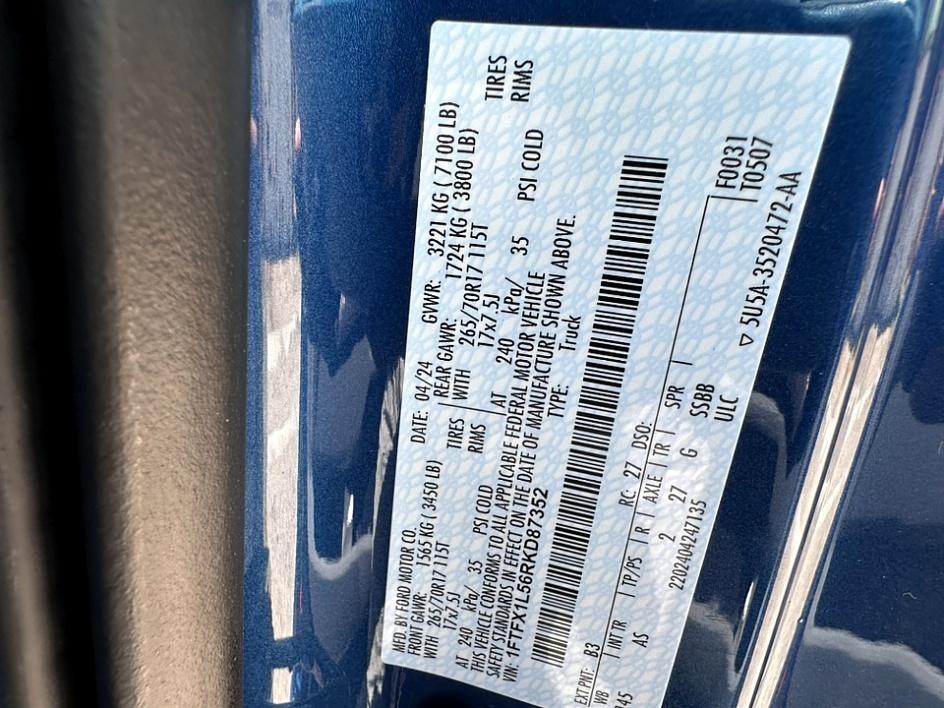 MFD. BY FORD MOTOR CO.
DATE: 04/24 GVWR: 3221 KG ( 7100 LB)
FRONT GAWR: 1565 KG ( 3450 LB) REAR GAWR: 1724 KG ( 3800 LB)
WITH 265/70R17 115T TIRES WITH 265/70R17 115T TIRES
17x7.5J RIMS 17x7.5J RIMS
AT 240 kPa/ 35 PSI COLD AT 240 kPa/ 35 PSI COLD
THIS VEHICLE CONFORMS TO ALL APPLICABLE FEDERAL MOTOR VEHICLE
SAFETY STANDARDS IN EFFECT ON THE DATE OF MANUFACTURE SHOWN ABOVE.
VIN: 1FTFX1L56RKD87352 TYPE: Truck
EXT PNT: B3 RC: 27 DSO:
WB INT TR TP/PS R AXLE TR SPR
145 AS 2 27 G SSBB
2202404247135 ULC
F0031
T0507
▽ 5U5A-3520472-AA